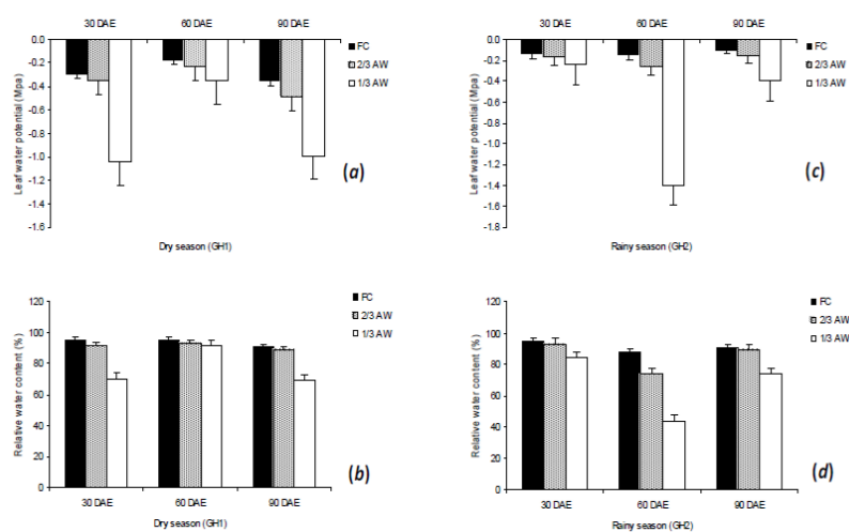 30 DAE 60 DAE 90 DAE
0.0
-0.2
-0.4
-0.6
-0.8
-1.0
-1.2
-1.4
-1.6
Leaf water potential (Mpa)
FC
2/3 AW
1/3 AW
(a)
Dry season (GH1)
30 DAE 60 DAE 90 DAE
0.0
-0.2
-0.4
-0.6
-0.8
-1.0
-1.2
-1.4
-1.6
-1.8
Leaf water potential (Mpa)
FC
2/3 AW
1/3 AW
(c)
Rainy season (GH2)
120
100
80
60
40
20
0
Relative water content (%)
FC
2/3 AW
1/3 AW
(b)
30 DAE 60 DAE 90 DAE
Dry season (GH1)
120
100
80
60
40
20
0
Relative water content (%)
FC
2/3 AW
1/3 AW
(d)
30 DAE 60 DAE 90 DAE
Rainy season (GH2)